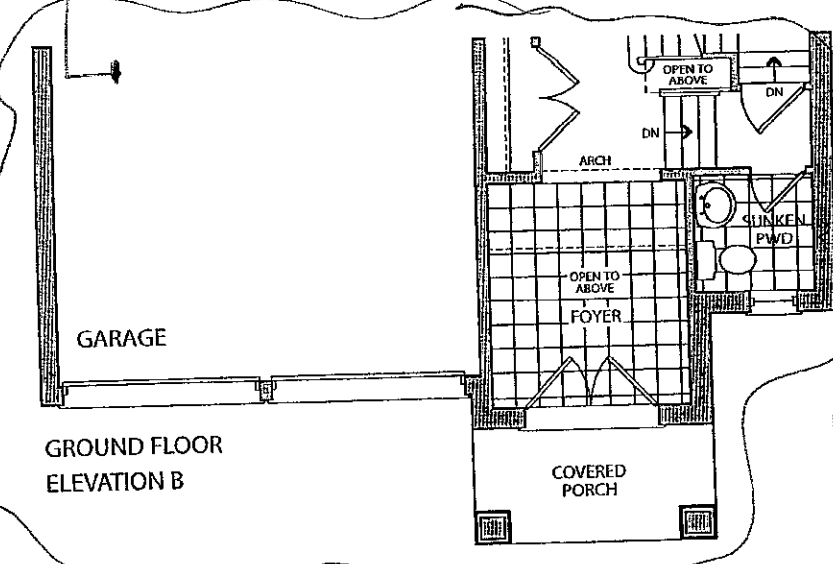 OPEN TO
ABOVE
DN
DN
ARCH
SUNKEN
PWD
OPEN TO
ABOVE
FOYER
GARAGE
GROUND FLOOR
ELEVATION B
COVERED
PORCH